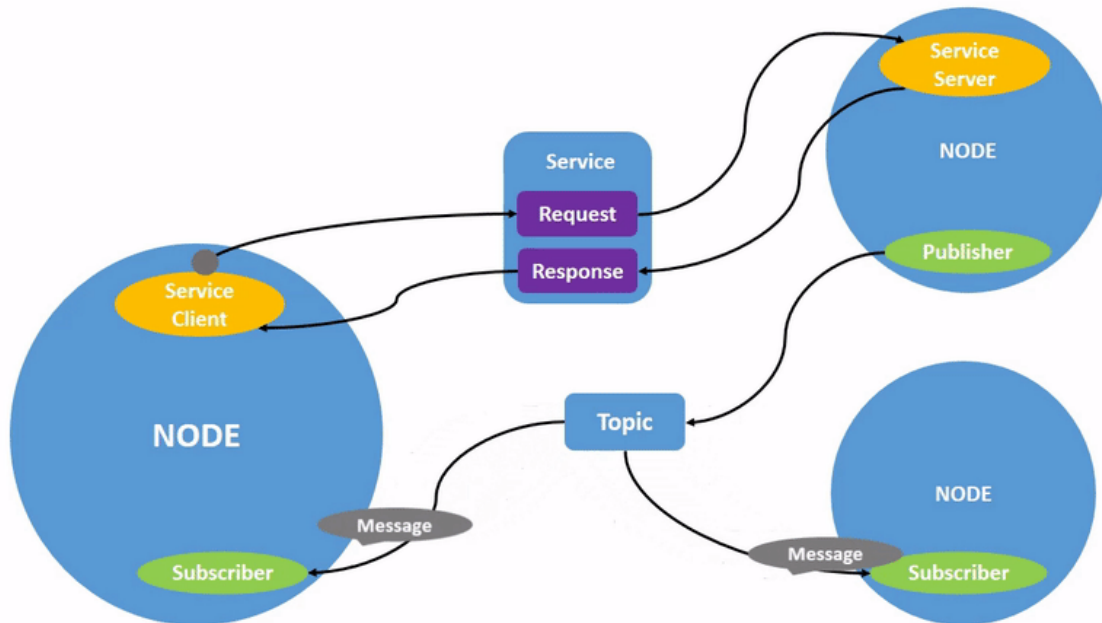 Service
Server
NODE
Publisher
Service
Request
Response
Service
Client
NODE
Subscriber
Topic
Message
Message
NODE
Subscriber